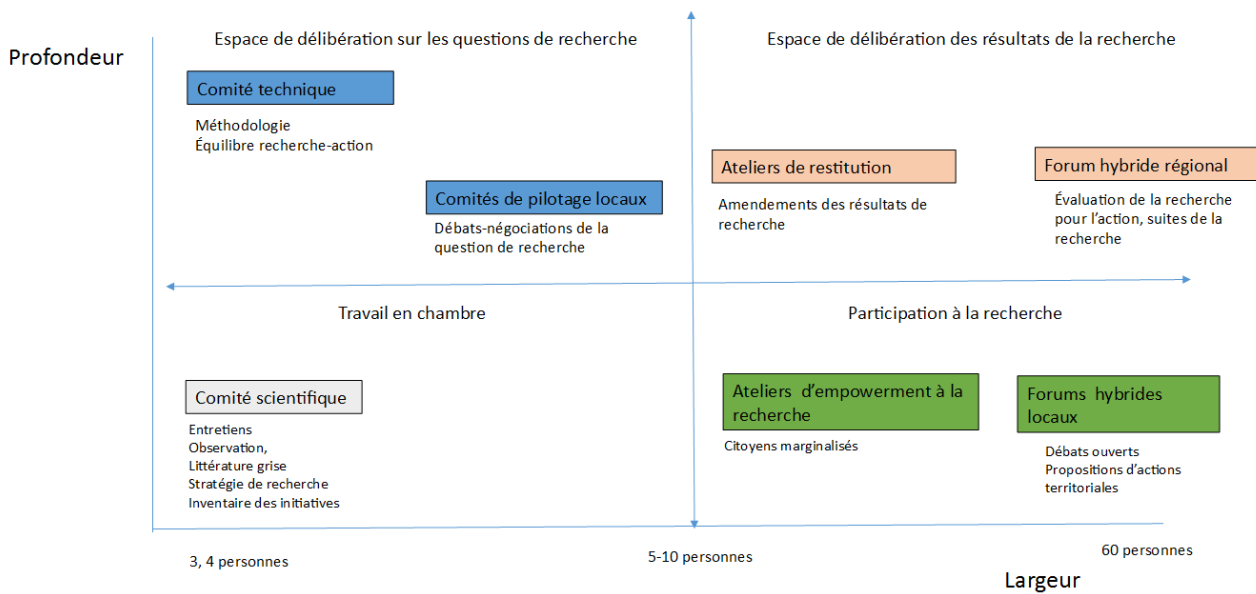 Profondeur
Espace de délibération sur les questions de recherche
Espace de délibération des résultats de la recherche
Comité technique
Méthodologie
Équilibre recherche-action
Comités de pilotage locaux
Débats-négociations de la
question de recherche
Ateliers de restitution
Amendements des résultats de
recherche
Forum hybride régional
Évaluation de la recherche
pour l'action, suites de la
recherche
Travail en chambre
Participation à la recherche
Comité scientifique
Entretiens
Observation,
Littérature grise
Stratégie de recherche
Inventaire des initiatives
Ateliers d'empowerment à la
recherche
Citoyens marginalisés
Forums hybrides
locaux
Débats ouverts
Propositions d'actions
territoriales
3, 4 personnes
5-10 personnes
60 personnes
Largeur